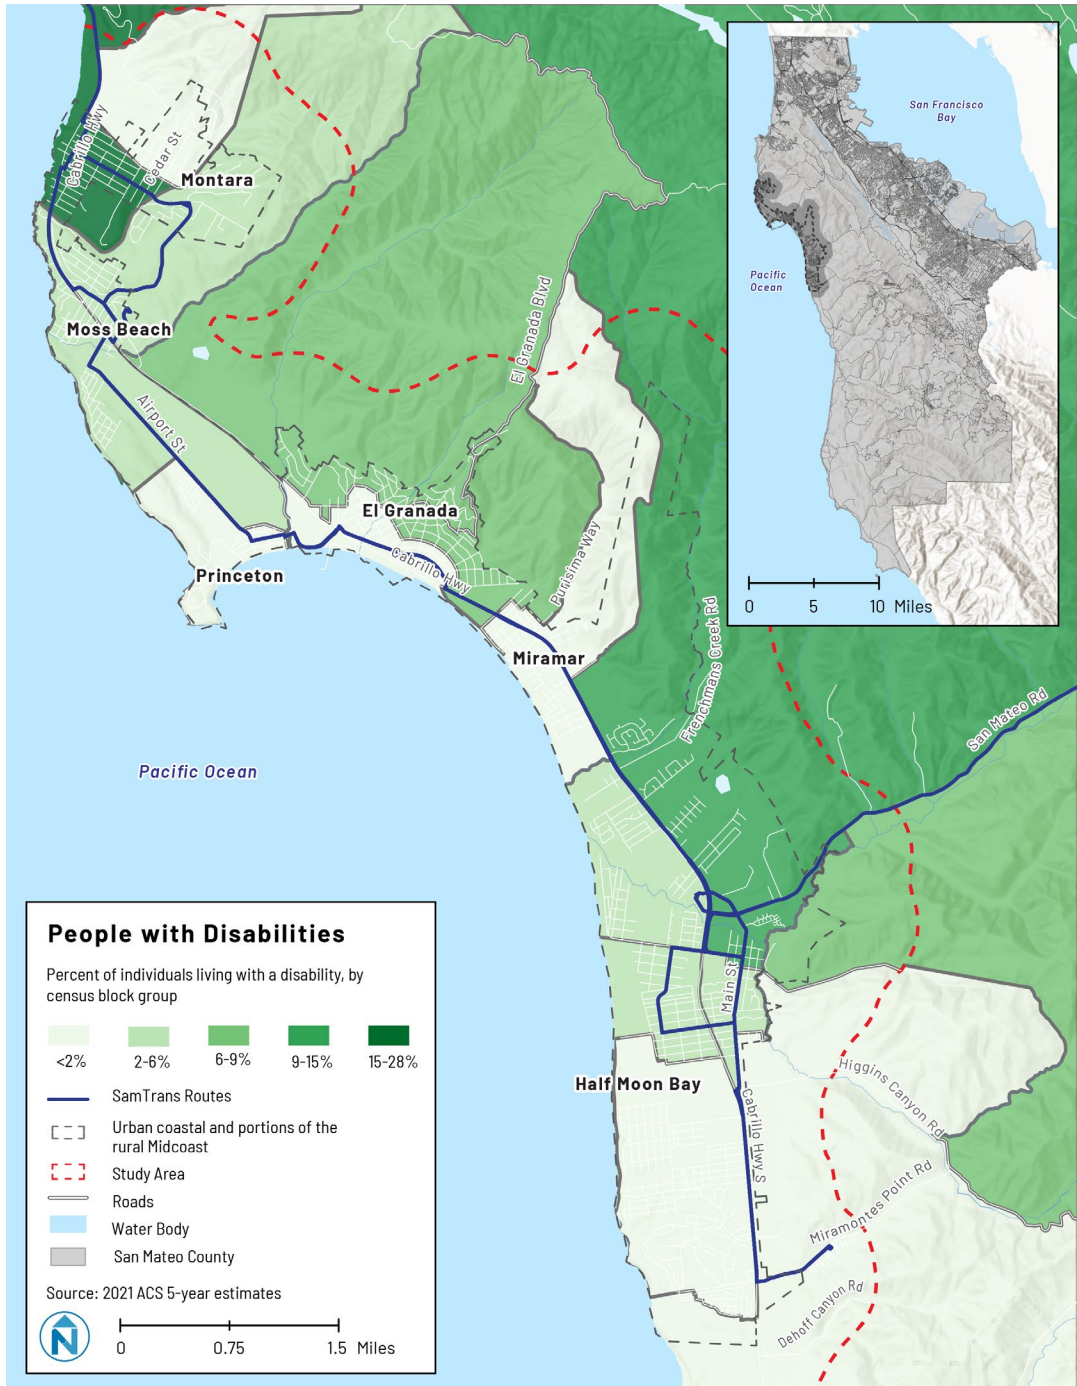 San Francisco
Bay
Pacific
Ocean
0 5 10 Miles
Cabrillo Hwy
Cedar St
Montara
Moss Beach
Airport St
El Granada Blvd
El Granada
Princeton
Cabrillo Hwy
Purisima Way
Miramar
Frenchmans Creek Rd
San Mateo Rd
Pacific Ocean
Main St
Half Moon Bay
Higgins Canyon Rd
Cabrillo Hwy S
Miramontes Point Rd
Dehoff Canyon Rd
People with Disabilities
Percent of individuals living with a disability, by
census block group
<2% 2-6% 6-9% 9-15% 15-28%
SamTrans Routes
Urban coastal and portions of the
rural Midcoast
Study Area
Roads
Water Body
San Mateo County
Source: 2021 ACS 5-year estimates
N
0 0.75 1.5 Miles